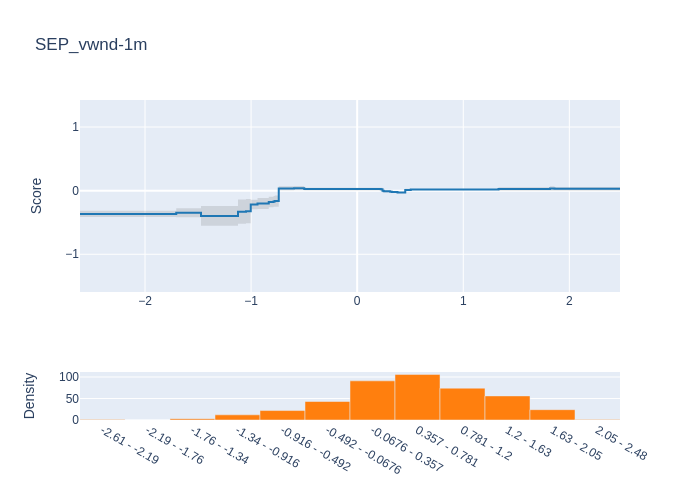 SEP_vwnd-1m
Score
1
0
−1
−2
−1
0
1
2
Density
100
50
0
-2.61 - -2.19
-2.19 - -1.76
-1.76 - -1.34
-1.34 - -0.916
-0.916 - -0.492
-0.492 - -0.0676
-0.0676 - 0.357
0.357 - 0.781
0.781 - 1.2
1.2 - 1.63
1.63 - 2.05
2.05 - 2.48